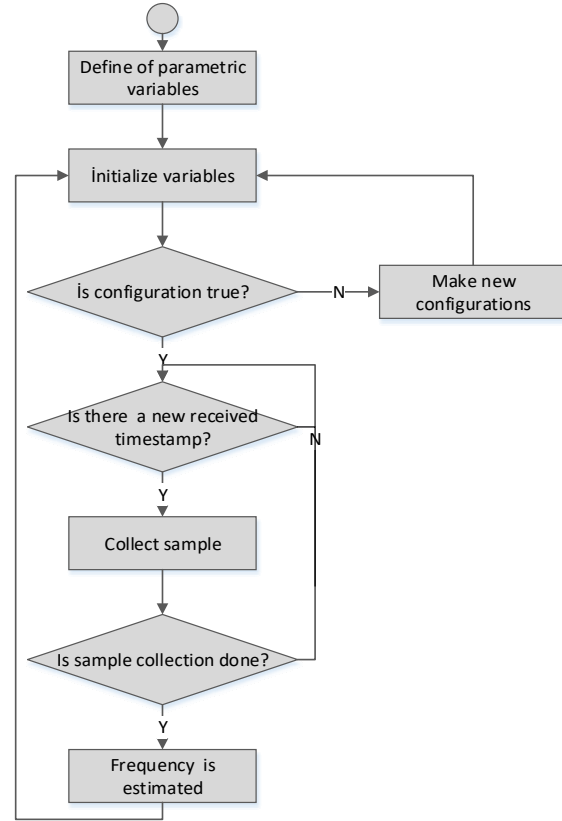 Define of parametric
variables
İnitialize variables
İs configuration true?
N
Make new
configurations
Y
Is there a new received
timestamp?
N
Y
Collect sample
Is sample collection done?
Y
Frequency is
estimated